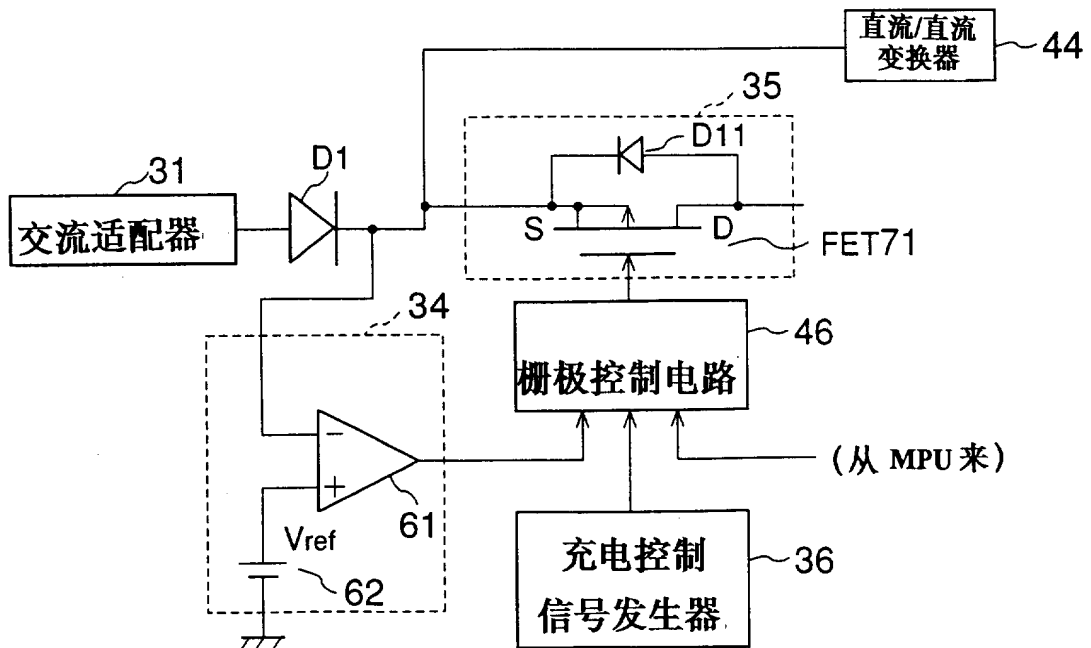 直流/直流
变换器
44
35
D11
31
D1
交流适配器
S
D
FET71
34
46
栅极控制电路
−
+
61
(从 MPU 来)
Vref
62
充电控制
信号发生器
36